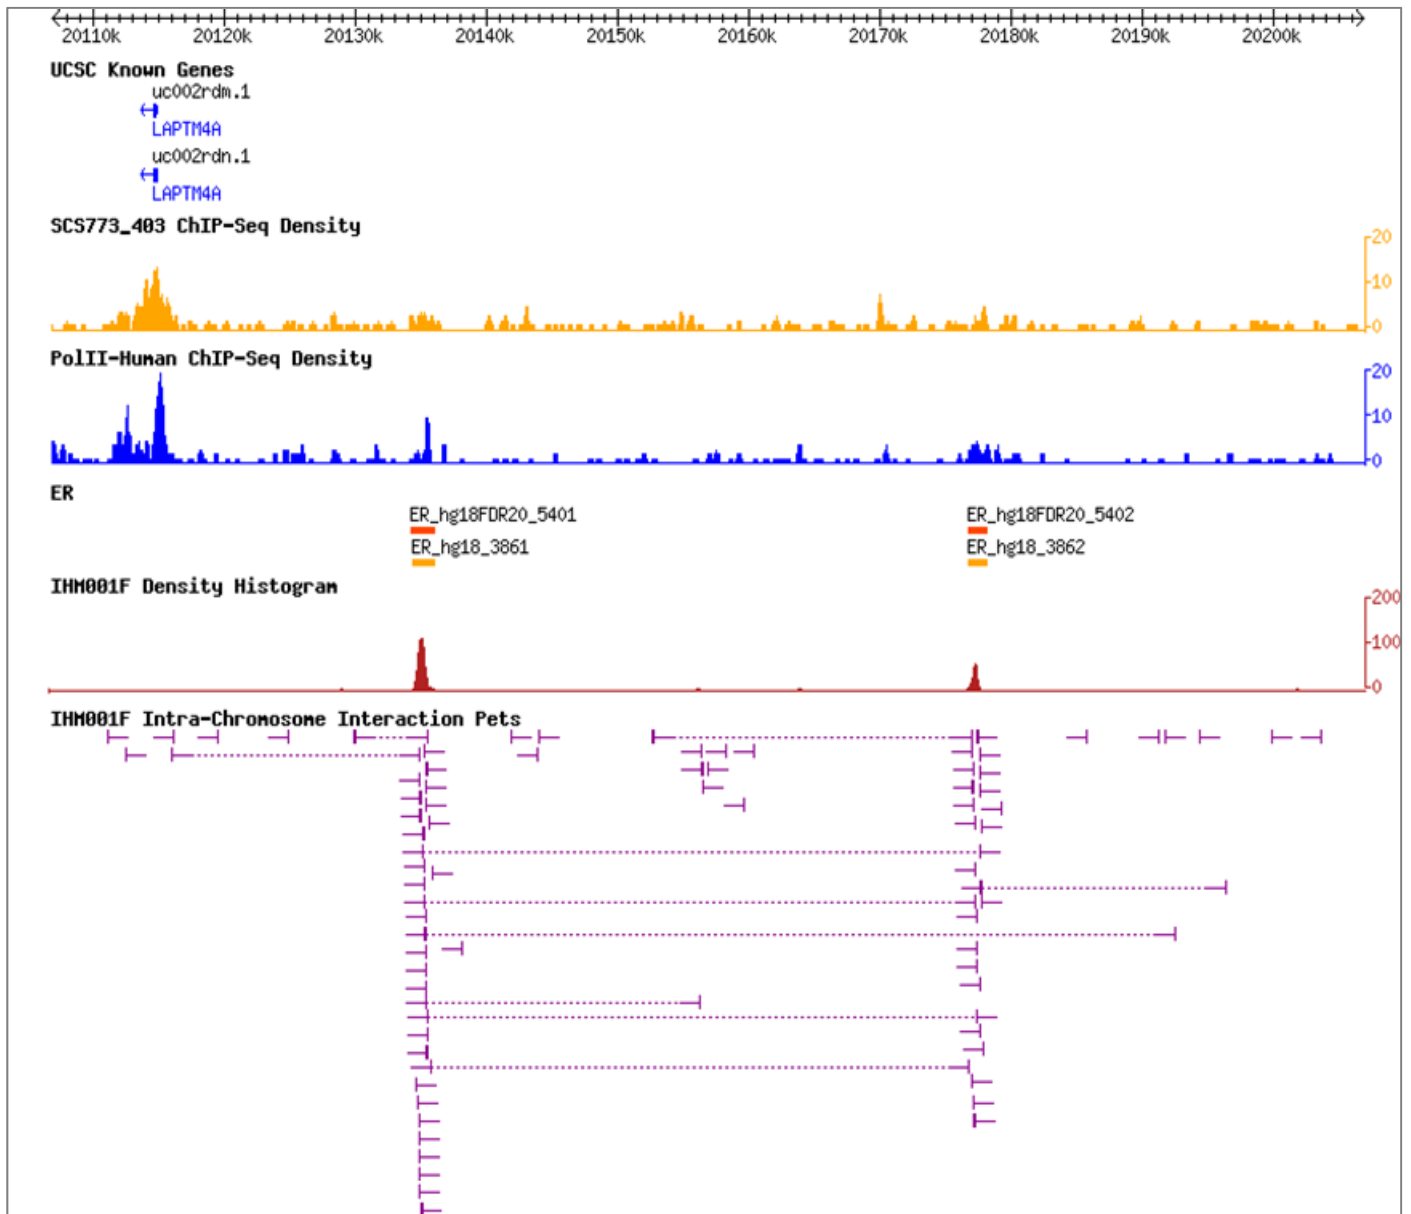 20110k 20120k 20130k 20140k 20150k 20160k 20170k 20180k 20190k 20200k
UCSC Known Genes
uc002rdm.1
LAPTM4A
uc002rdn.1
LAPTM4A
SCS773_403 ChIP-Seq Density
20
10
0
PolII-Human ChIP-Seq Density
20
10
0
ER
ER_hg18FDR20_5401 ER_hg18FDR20_5402
ER_hg18_3861 ER_hg18_3862
IHM001F Density Histogram
200
100
0
IHM001F Intra-Chromosome Interaction Pets